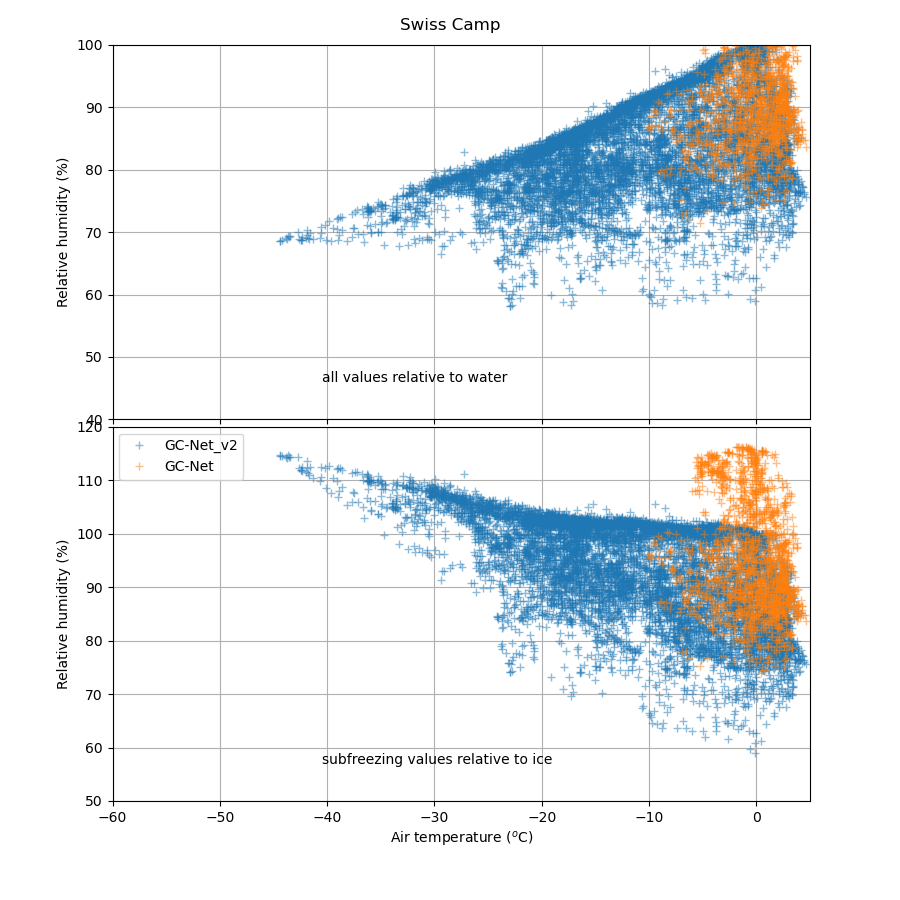 Swiss Camp
100
90
80
70
60
50
40
Relative humidity (%)
all values relative to water
120
110
100
90
80
70
60
50
Relative humidity (%)
GC-Net_v2
GC-Net
subfreezing values relative to ice
−60 −50 −40 −30 −20 −10 0
Air temperature (°C)